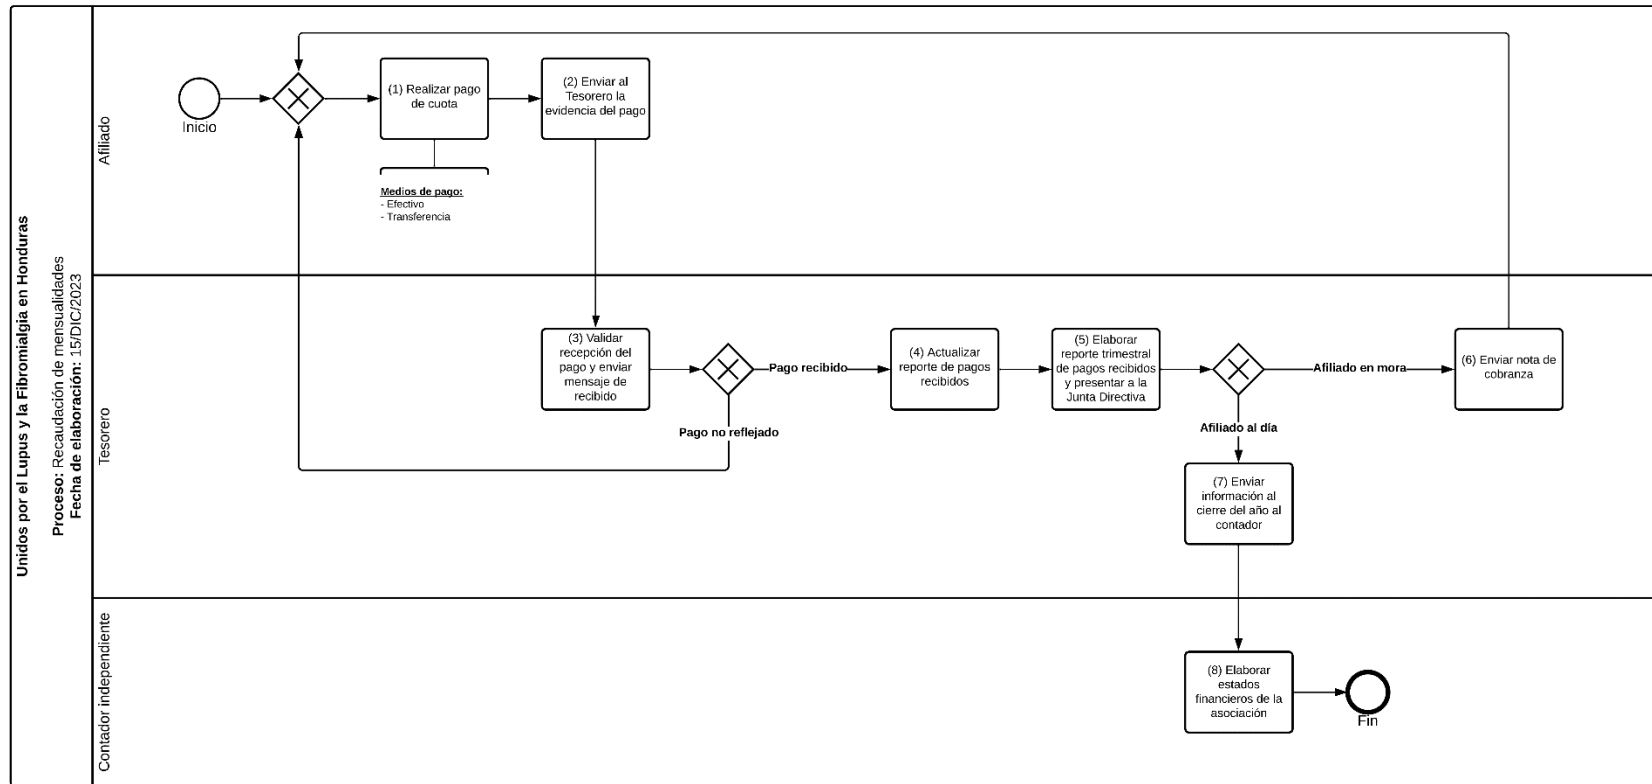 Unidos por el Lupus y la Fibromialgia en Honduras
Proceso: Recaudación de mensualidades
Fecha de elaboración: 15/DIC/2023
Afiliado
Inicio
(1) Realizar pago
de cuota
Medios de pago:
- Efectivo
- Transferencia
(2) Enviar al
Tesorero la
evidencia del pago
Tesorero
(3) Validar
recepción del
pago y enviar
mensaje de
recibido
Pago recibido
Pago no reflejado
(4) Actualizar
reporte de pagos
recibidos
(5) Elaborar
reporte trimestral
de pagos recibidos
y presentar a la
Junta Directiva
Afiliado en mora
Afiliado al día
(6) Enviar nota de
cobranza
(7) Enviar
información al
cierre del año al
contador
Contador independiente
(8) Elaborar
estados
financieros de la
asociación
Fin